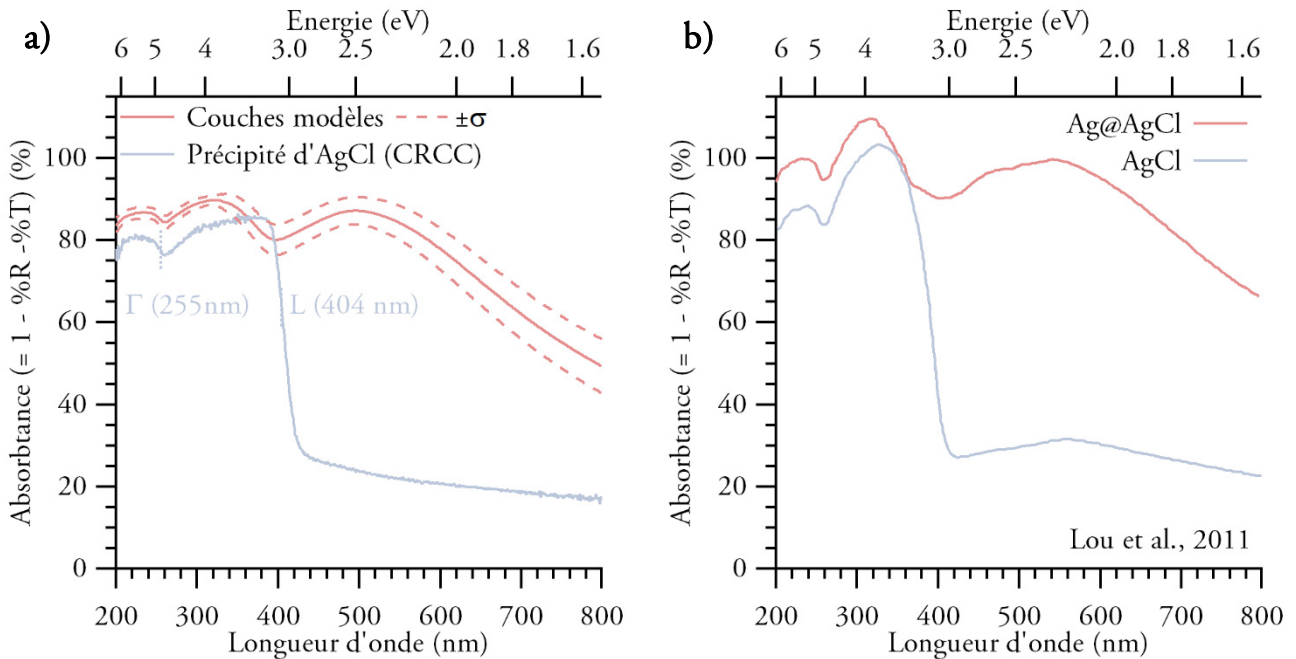 a)
Energie (eV)
6 5 4 3.0 2.5 2.0 1.8 1.6
Absorbtance (= 1 - %R -%T) (%)
100
80
60
40
20
0
Couches modèles ±σ
Précipité d'AgCl (CRCC)
Γ (255nm) L (404 nm)
200 300 400 500 600 700 800
Longueur d'onde (nm)
b)
Energie (eV)
6 5 4 3.0 2.5 2.0 1.8 1.6
Absorbtance (= 1 - %R -%T) (%)
100
80
60
40
20
0
Ag@AgCl
AgCl
Lou et al., 2011
200 300 400 500 600 700 800
Longueur d'onde (nm)